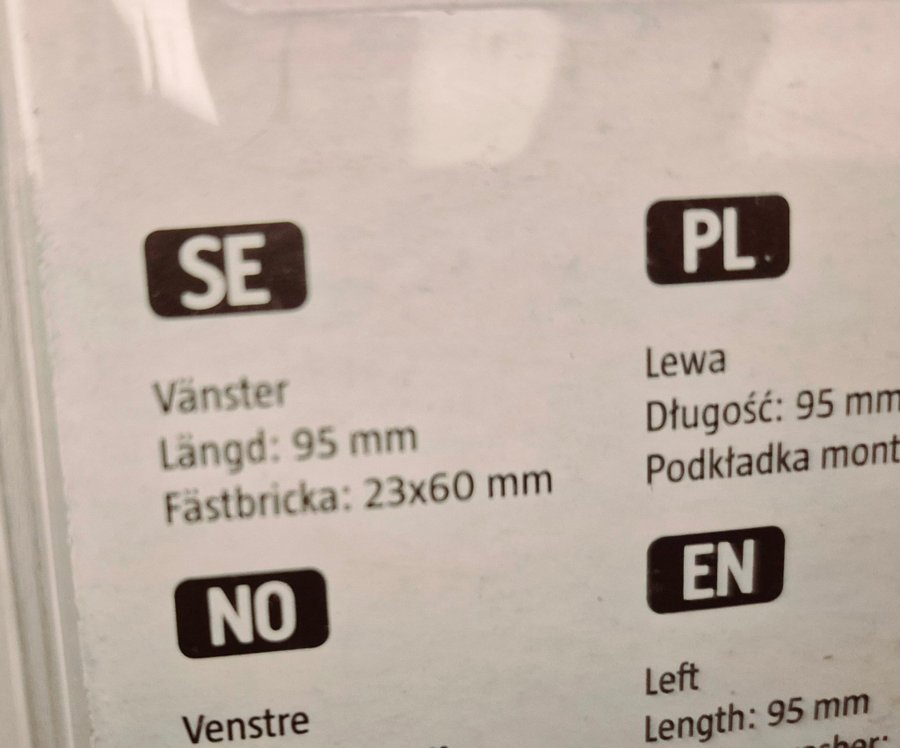 SE
Vänster
Längd: 95 mm
Fästbricka: 23x60 mm
NO
Venstre
PL
Lewa
Długość: 95 mm
Podkładka
EN
Left
Length: 95 mm